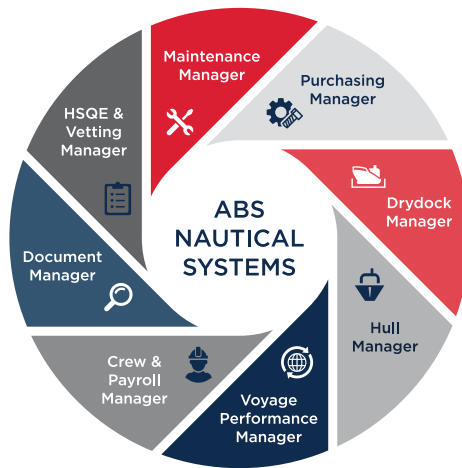 Maintenance
Manager
Purchasing
Manager
Drydock
Manager
Hull
Manager
Voyage
Performance
Manager
Crew &
Payroll
Manager
Document
Manager
HSQE &
Vetting
Manager
ABS
NAUTICAL
SYSTEMS